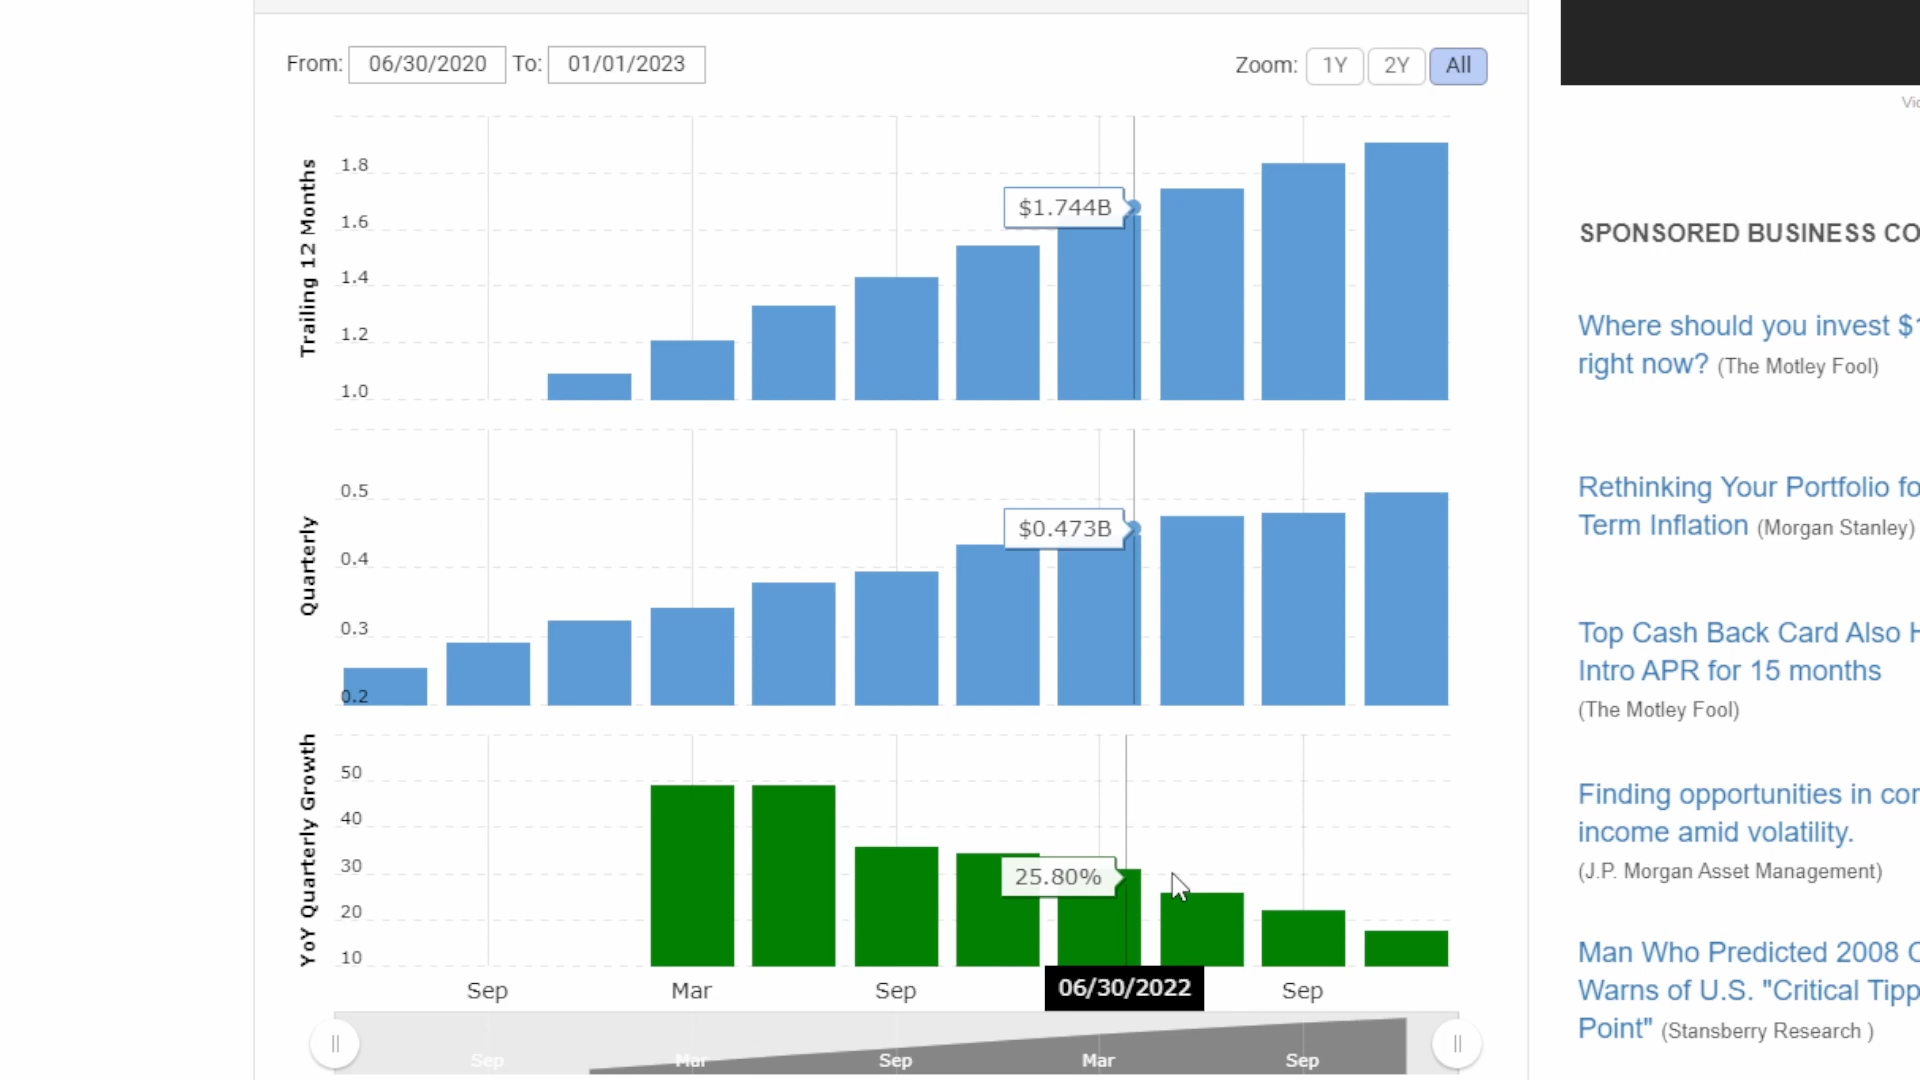 From: 06/30/2020 To: 01/01/2023
Zoom: 1Y 2Y All
Trailing 12 Months
1.8
1.6
1.4
1.2
1.0
$1.744B
Quarterly
0.5
0.4
0.3
0.2
$0.473B
YoY Quarterly Growth
50
40
30
20
10
25.80%
Sep Mar Sep 06/30/2022 Sep
Sep Mar Sep Mar Sep
SPONSORED BUSINESS CO
Where should you invest $1
right now? (The Motley Fool)
Rethinking Your Portfolio fo
Term Inflation (Morgan Stanley)
Top Cash Back Card Also H
Intro APR for 15 months
(The Motley Fool)
Finding opportunities in cor
income amid volatility.
(J.P. Morgan Asset Management)
Man Who Predicted 2008 C
Warns of U.S. "Critical Tipp
Point" (Stansberry Research )